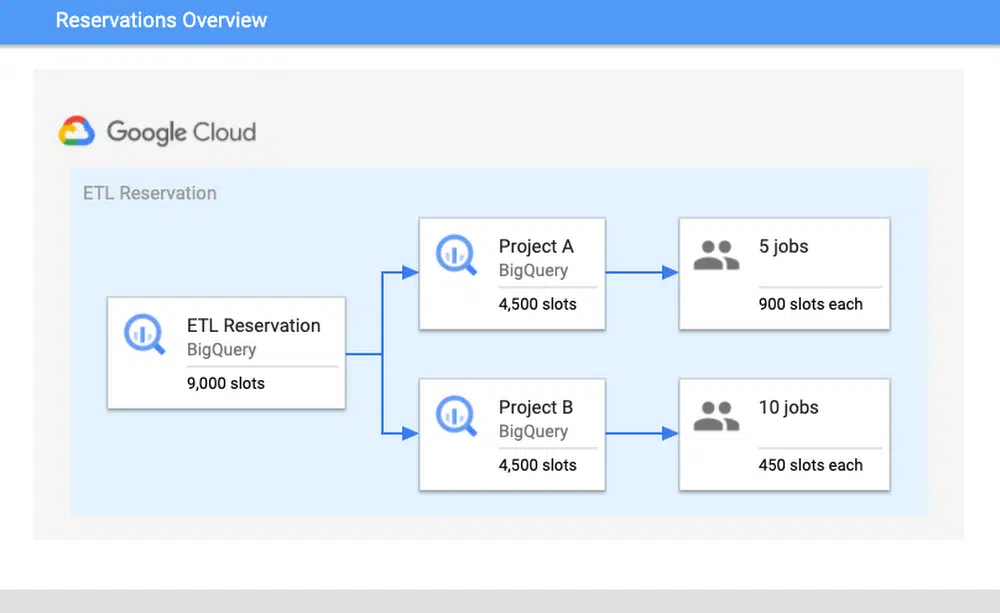 Reservations Overview
Google Cloud
ETL Reservation
ETL Reservation
BigQuery
9,000 slots
Project A
BigQuery
4,500 slots
5 jobs
900 slots each
Project B
BigQuery
4,500 slots
10 jobs
450 slots each